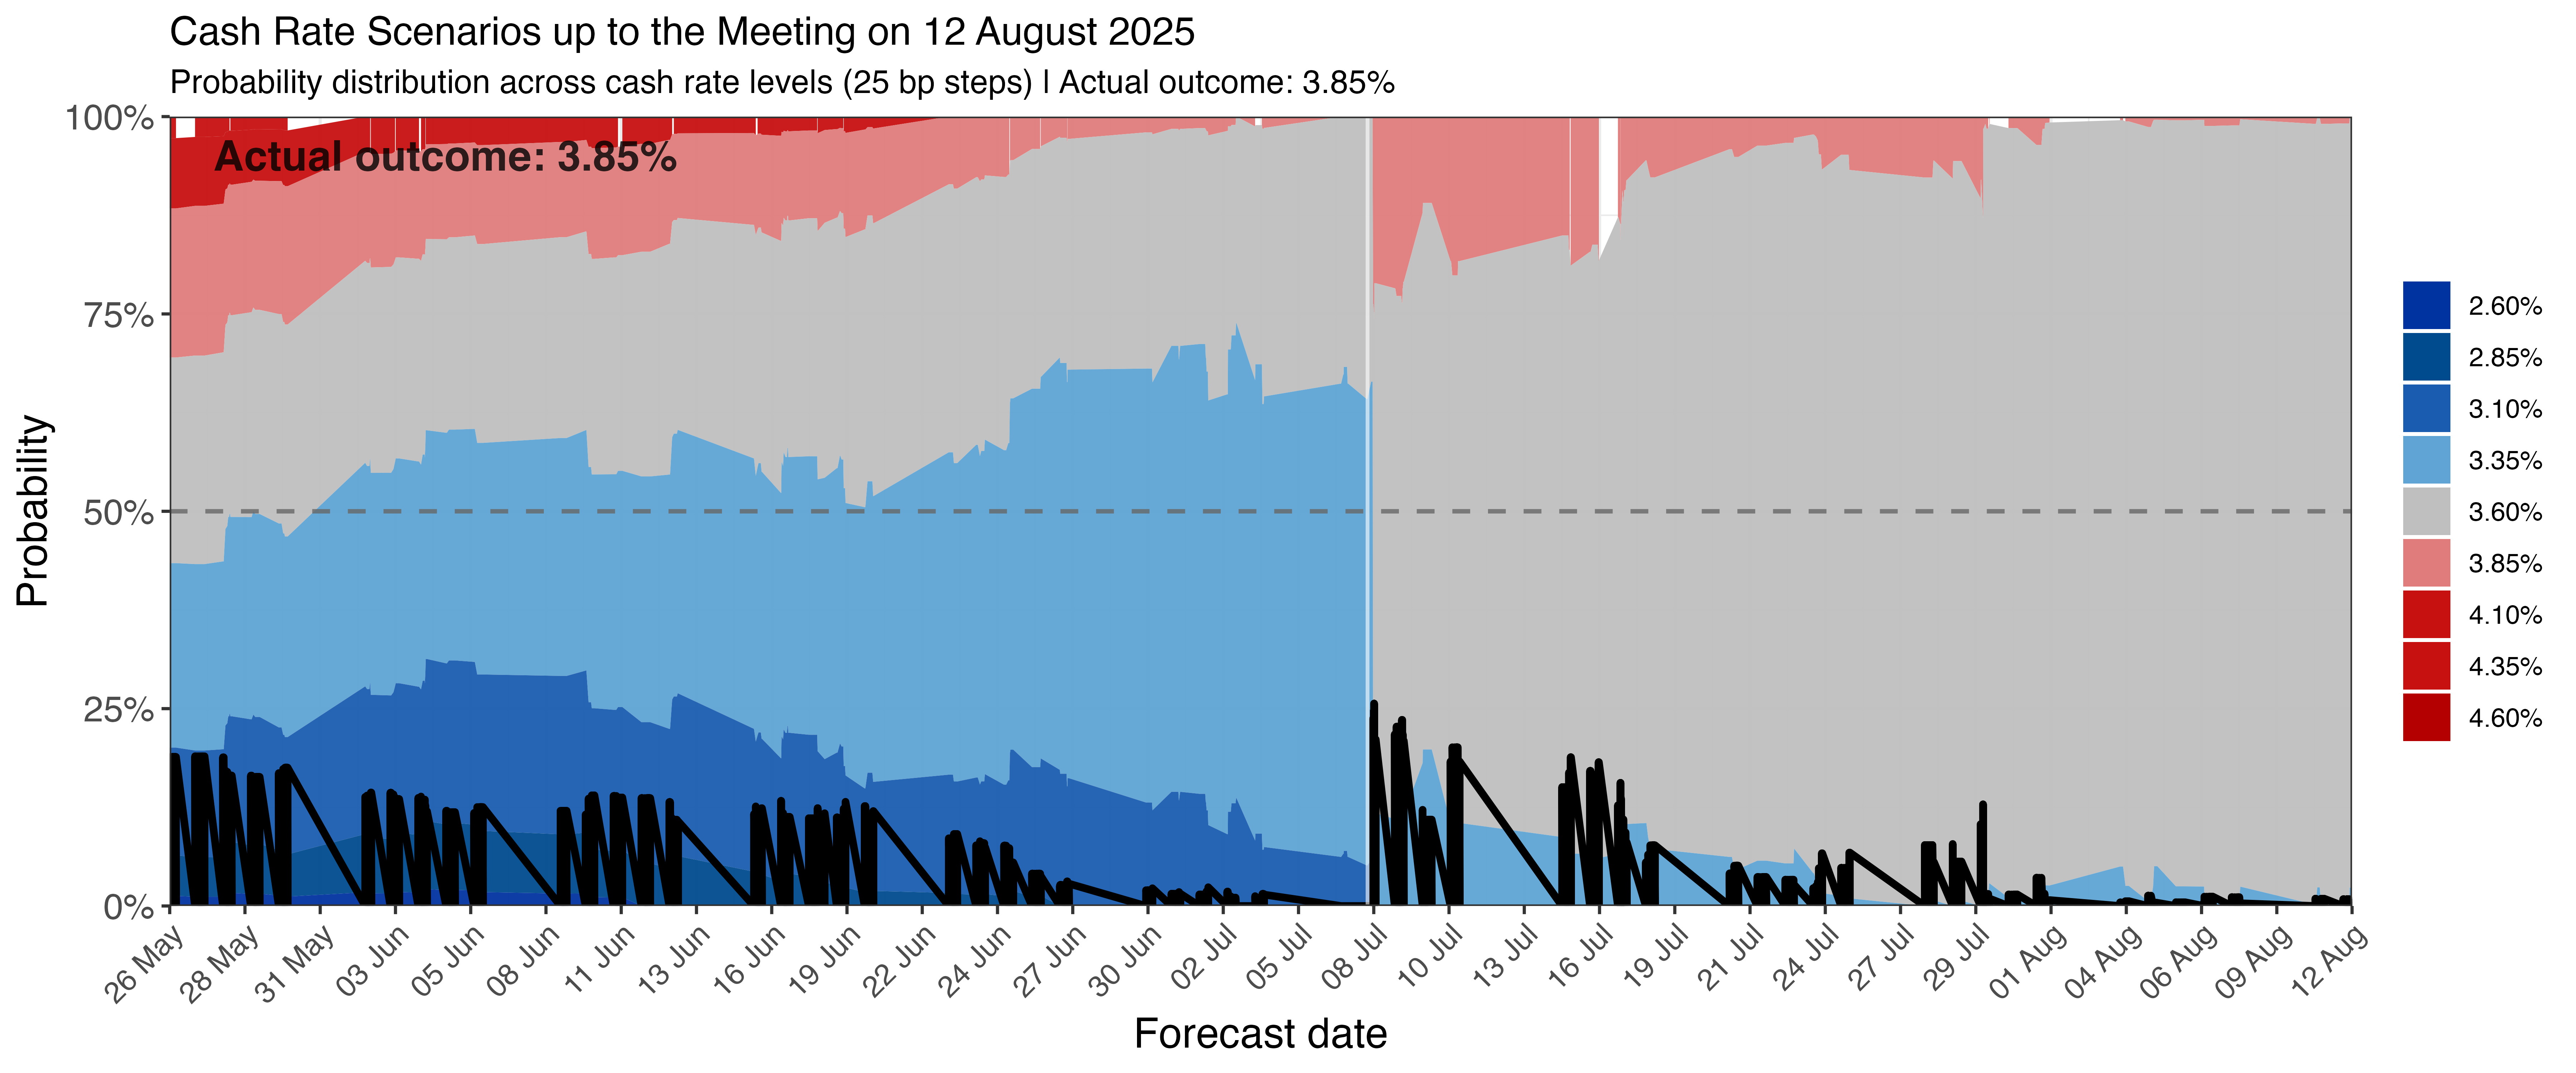 Cash Rate Scenarios up to the Meeting on 12 August 2025
Probability distribution across cash rate levels (25 bp steps) | Actual outcome: 3.85%
Actual outcome: 3.85%
Probability
100%
75%
50%
25%
0%
26 May
28 May
31 May
03 Jun
05 Jun
08 Jun
11 Jun
13 Jun
16 Jun
19 Jun
22 Jun
24 Jun
27 Jun
30 Jun
02 Jul
05 Jul
08 Jul
10 Jul
13 Jul
16 Jul
19 Jul
21 Jul
24 Jul
27 Jul
29 Jul
01 Aug
04 Aug
06 Aug
09 Aug
12 Aug
Forecast date
2.60%
2.85%
3.10%
3.35%
3.60%
3.85%
4.10%
4.35%
4.60%